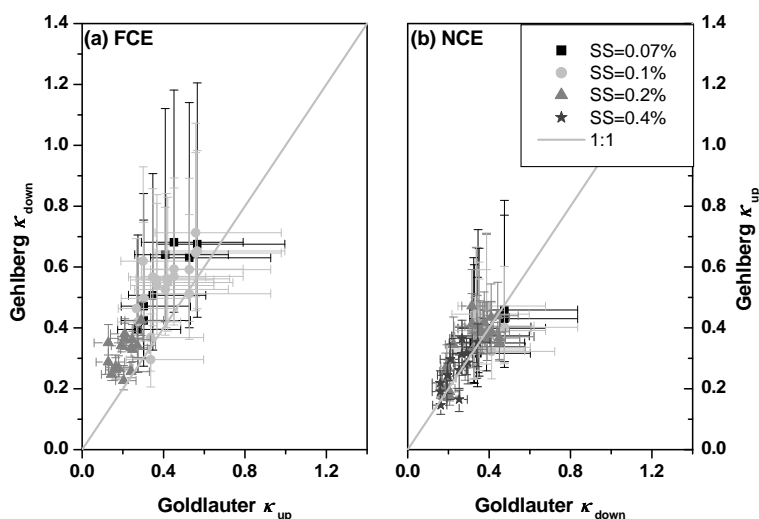 (a) FCE
1.4
1.2
1.0
0.8
0.6
0.4
0.2
0.0
Gehlberg κdown
0.0 0.4 0.8 1.2
Goldlauter κup
(b) NCE
SS=0.07%
SS=0.1%
SS=0.2%
SS=0.4%
1:1
1.4
1.2
1.0
0.8
0.6
0.4
0.2
0.0
Gehlberg κup
0.0 0.4 0.8 1.2
Goldlauter κdown